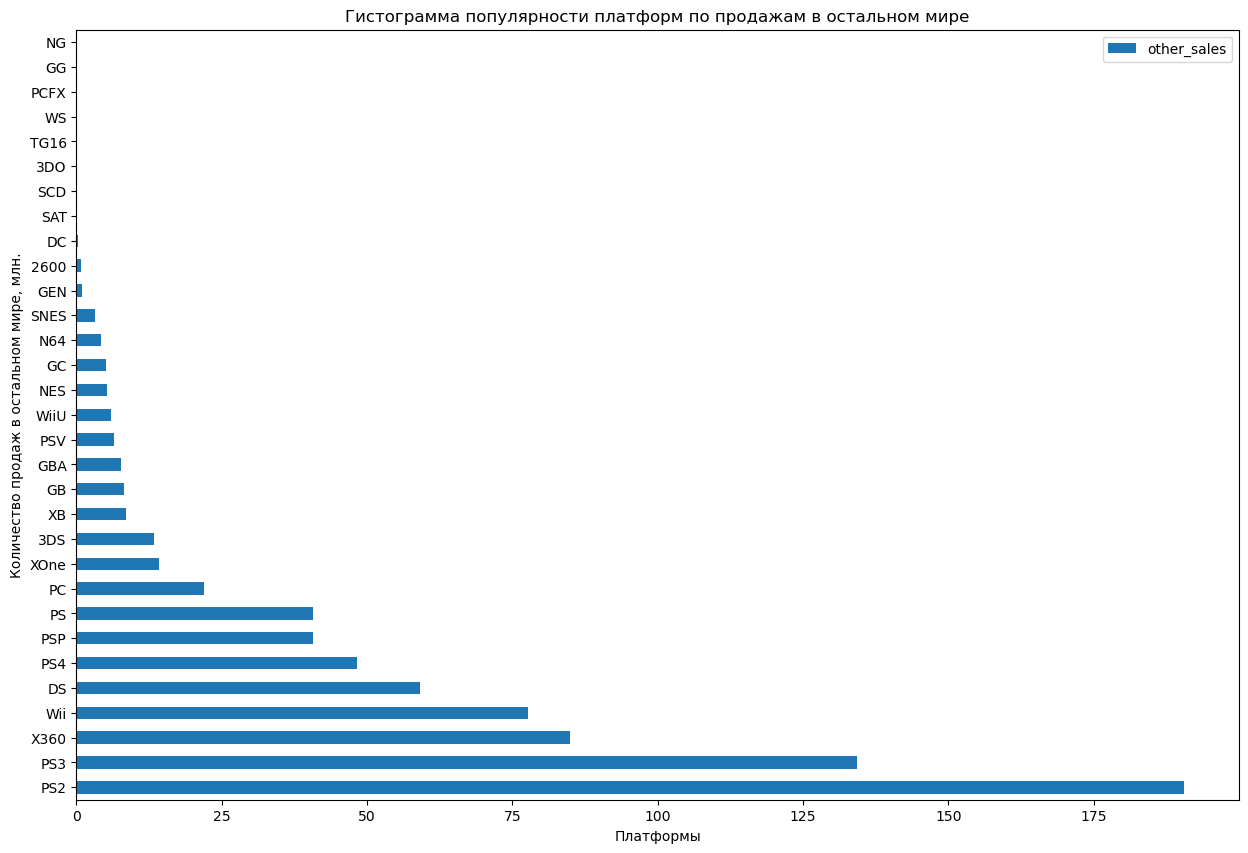 Гистограмма популярности платформ по продажам в остальном мире
other_sales
Количество продаж в остальном мире, млн.
NG
GG
PCFX
WS
TG16
3DO
SCD
SAT
DC
2600
GEN
SNES
N64
GC
NES
WiiU
PSV
GBA
GB
XB
3DS
XOne
PC
PS
PSP
PS4
DS
Wii
X360
PS3
PS2
0 25 50 75 100 125 150 175
Платформы